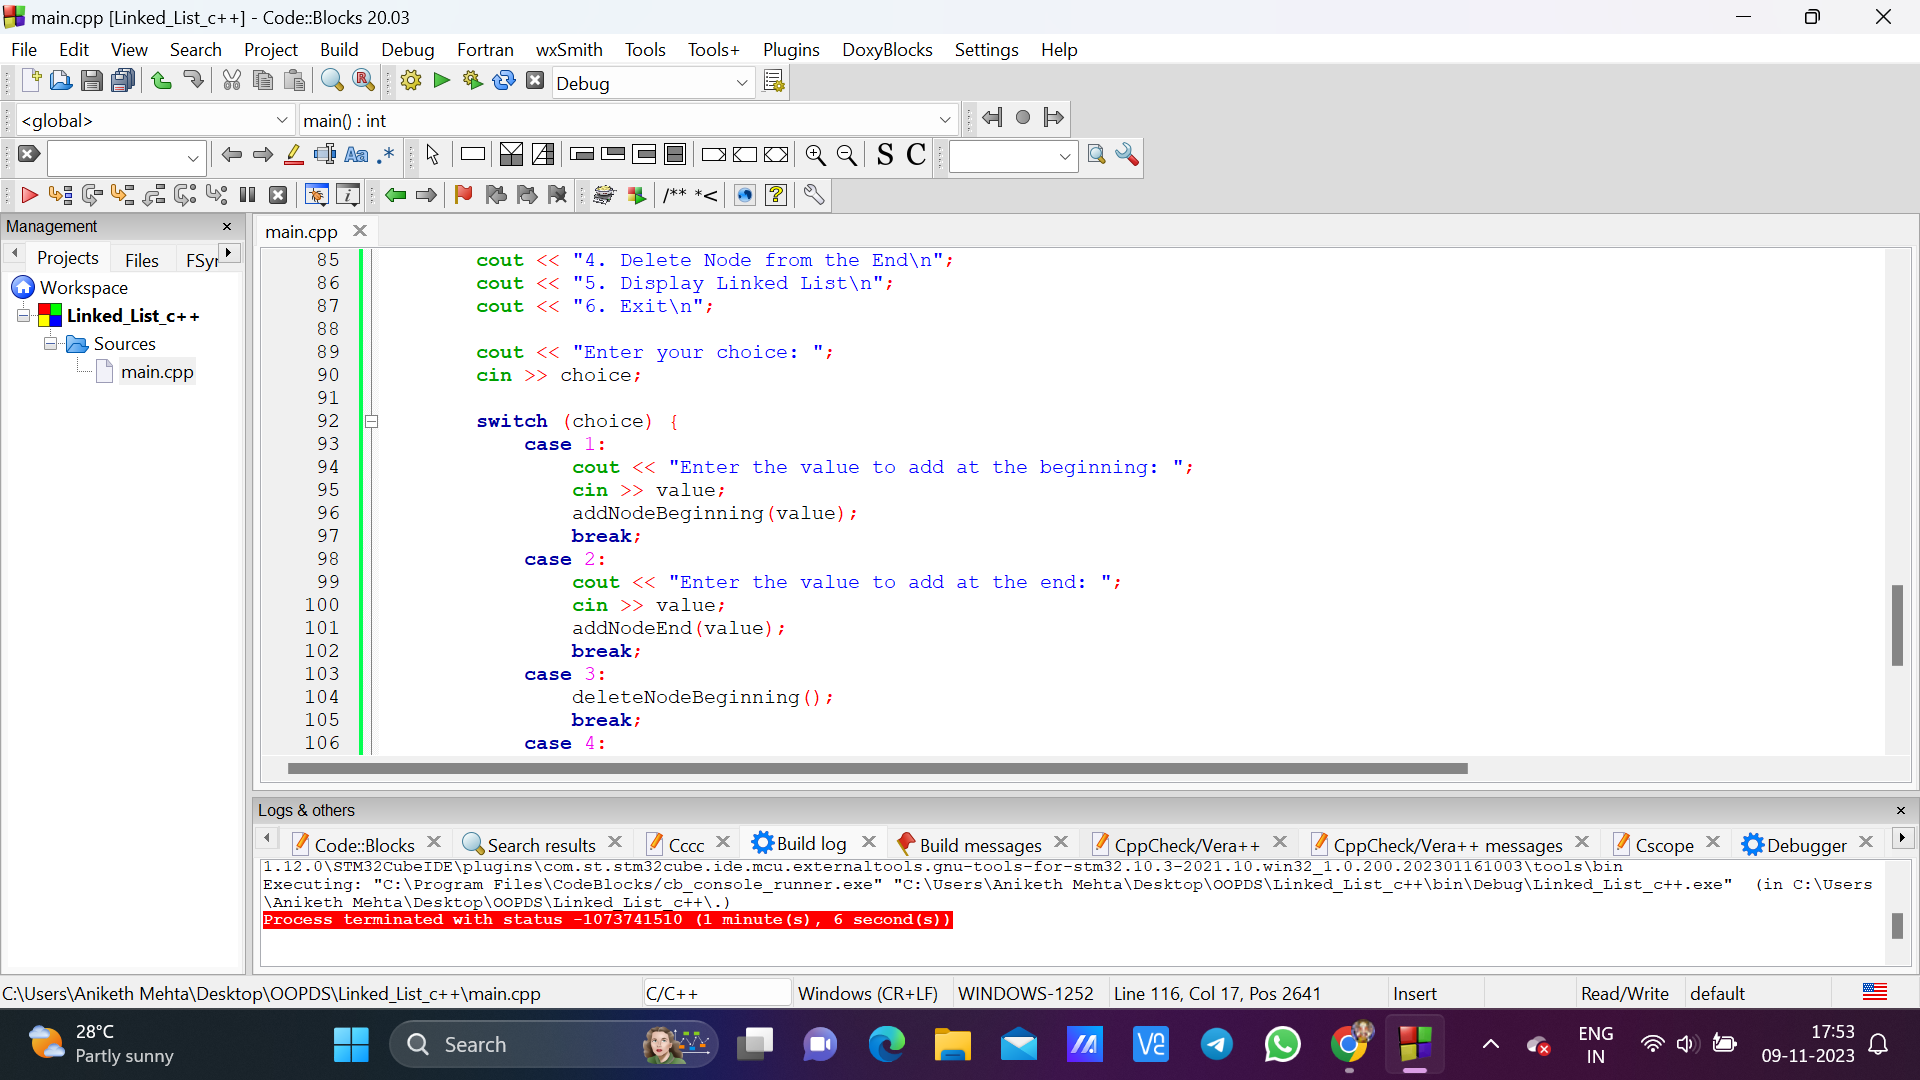 main.cpp [Linked_List_c++] - Code::Blocks 20.03
File Edit View Search Project Build Debug Fortran wxSmith Tools Tools+ Plugins DoxyBlocks Settings Help
Debug
<global> main() : int
Aa .* S C
/** *<
Management
main.cpp
Projects Files FSyr
Workspace
Linked_List_c++
Sources
main.cpp
85 cout << "4. Delete Node from the End\n";
86 cout << "5. Display Linked List\n";
87 cout << "6. Exit\n";
88
89 cout << "Enter your choice: ";
90 cin >> choice;
91
92 switch (choice) {
93 case 1:
94 cout << "Enter the value to add at the beginning: ";
95 cin >> value;
96 addNodeBeginning(value);
97 break;
98 case 2:
99 cout << "Enter the value to add at the end: ";
100 cin >> value;
101 addNodeEnd(value);
102 break;
103 case 3:
104 deleteNodeBeginning();
105 break;
106 case 4:
Logs & others
Code::Blocks Search results Cccc Build log Build messages CppCheck/Vera++ CppCheck/Vera++ messages Cscope Debugger
1.12.0\STM32CubeIDE\plugins\com.st.stm32cube.ide.mcu.externaltools.gnu-tools-for-stm32.10.3-2021.10.win32_1.0.200.202301161003\tools\bin
Executing: "C:\Program Files\CodeBlocks/cb_console_runner.exe" "C:\Users\Aniketh Mehta\Desktop\OOPDS\Linked_List_c++\bin\Debug\Linked_List_c++.exe" (in C:\Users
\Aniketh Mehta\Desktop\OOPDS\Linked_List_c++\.)
Process terminated with status -1073741510 (1 minute(s), 6 second(s))
C:\Users\Aniketh Mehta\Desktop\OOPDS\Linked_List_c++\main.cpp C/C++ Windows (CR+LF) WINDOWS-1252 Line 116, Col 17, Pos 2641 Insert Read/Write default
28°C
Partly sunny
Search
ENG
IN
17:53
09-11-2023